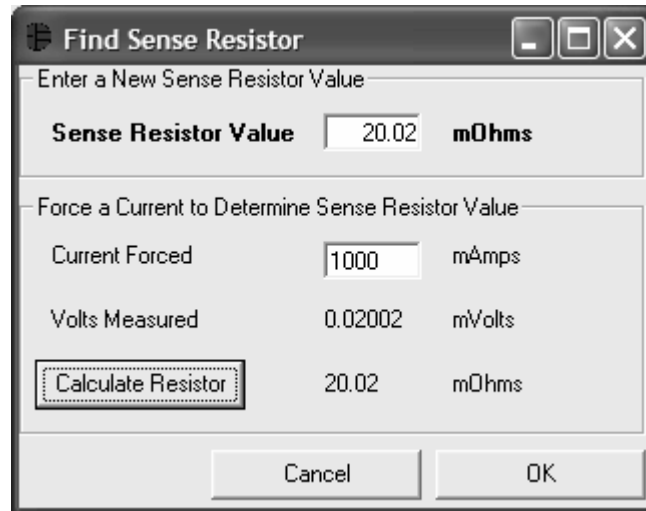 Find Sense Resistor
Enter a New Sense Resistor Value
Sense Resistor Value 20.02 mOhms
Force a Current to Determine Sense Resistor Value
Current Forced 1000 mAmps
Volts Measured 0.02002 mVolts
Calculate Resistor 20.02 mOhms
Cancel OK